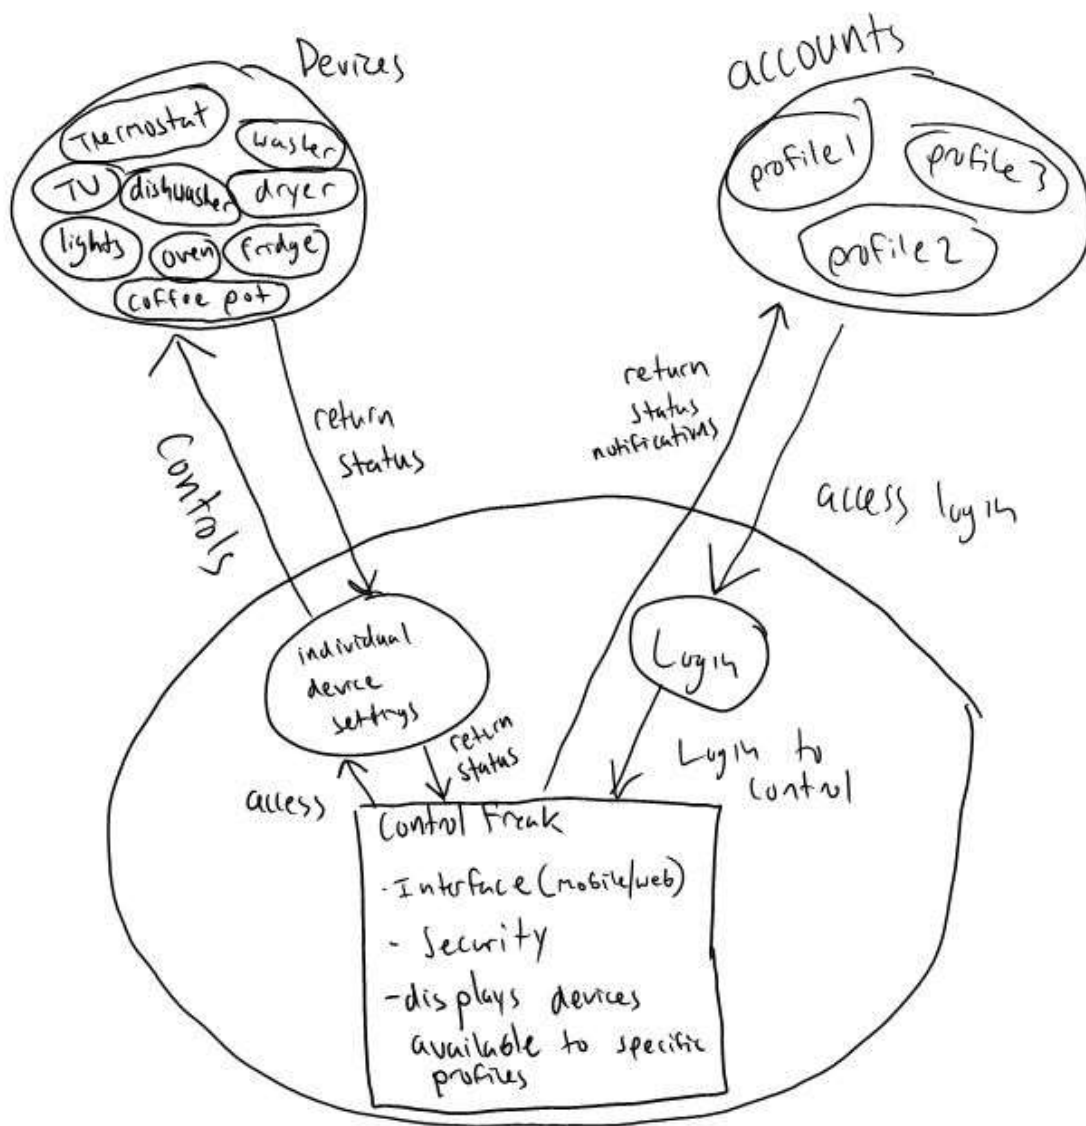 Devices
accounts
Thermostat
washer
TV
dishwasher
dryer
lights
oven
fridge
coffee pot
profile 1
profile 3
profile 2
Controls
return
status
return
status
notifications
access login
individual
device
settings
Login
return
status
access
Login to
control
Control Freak
- Interface (mobile/web)
- Security
- displays devices
available to specific
profiles